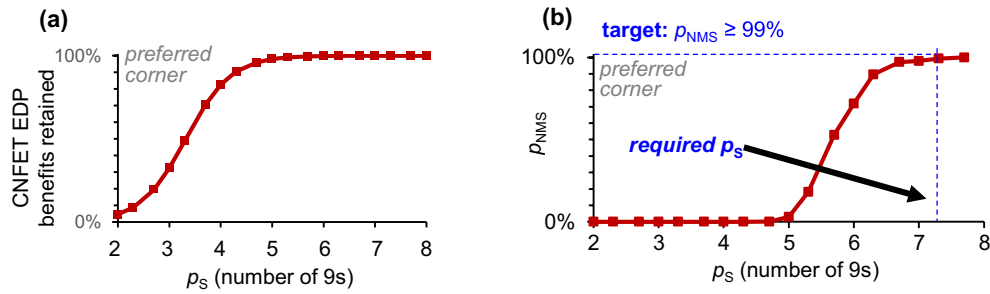 (a)
preferred
corner
100%
0%
CNFET EDP
benefits retained
2 3 4 5 6 7 8
pS (number of 9s)
(b)
target: pNMS ≥ 99%
100%
preferred
corner
required pS
pNMS
0%
2 3 4 5 6 7 8
pS (number of 9s)